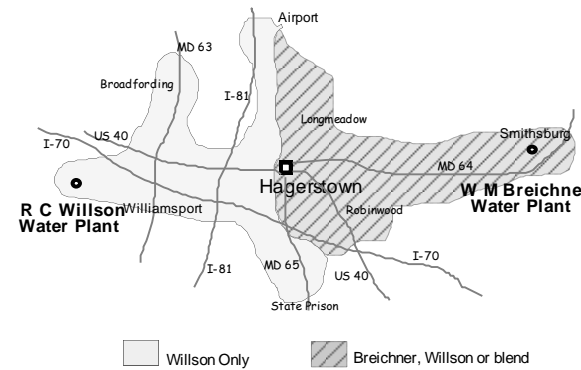 Airport
MD 63
Broadfording
I-81
Longmeadow
I-70
US 40
Smithsburg
MD 64
Hagerstown
W M Breichne
Water Plant
R C Willson
Water Plant
Williamsport
Robinwood
I-81
MD 65
US 40
I-70
State Prison
Willson Only
Breichner, Willson or blend